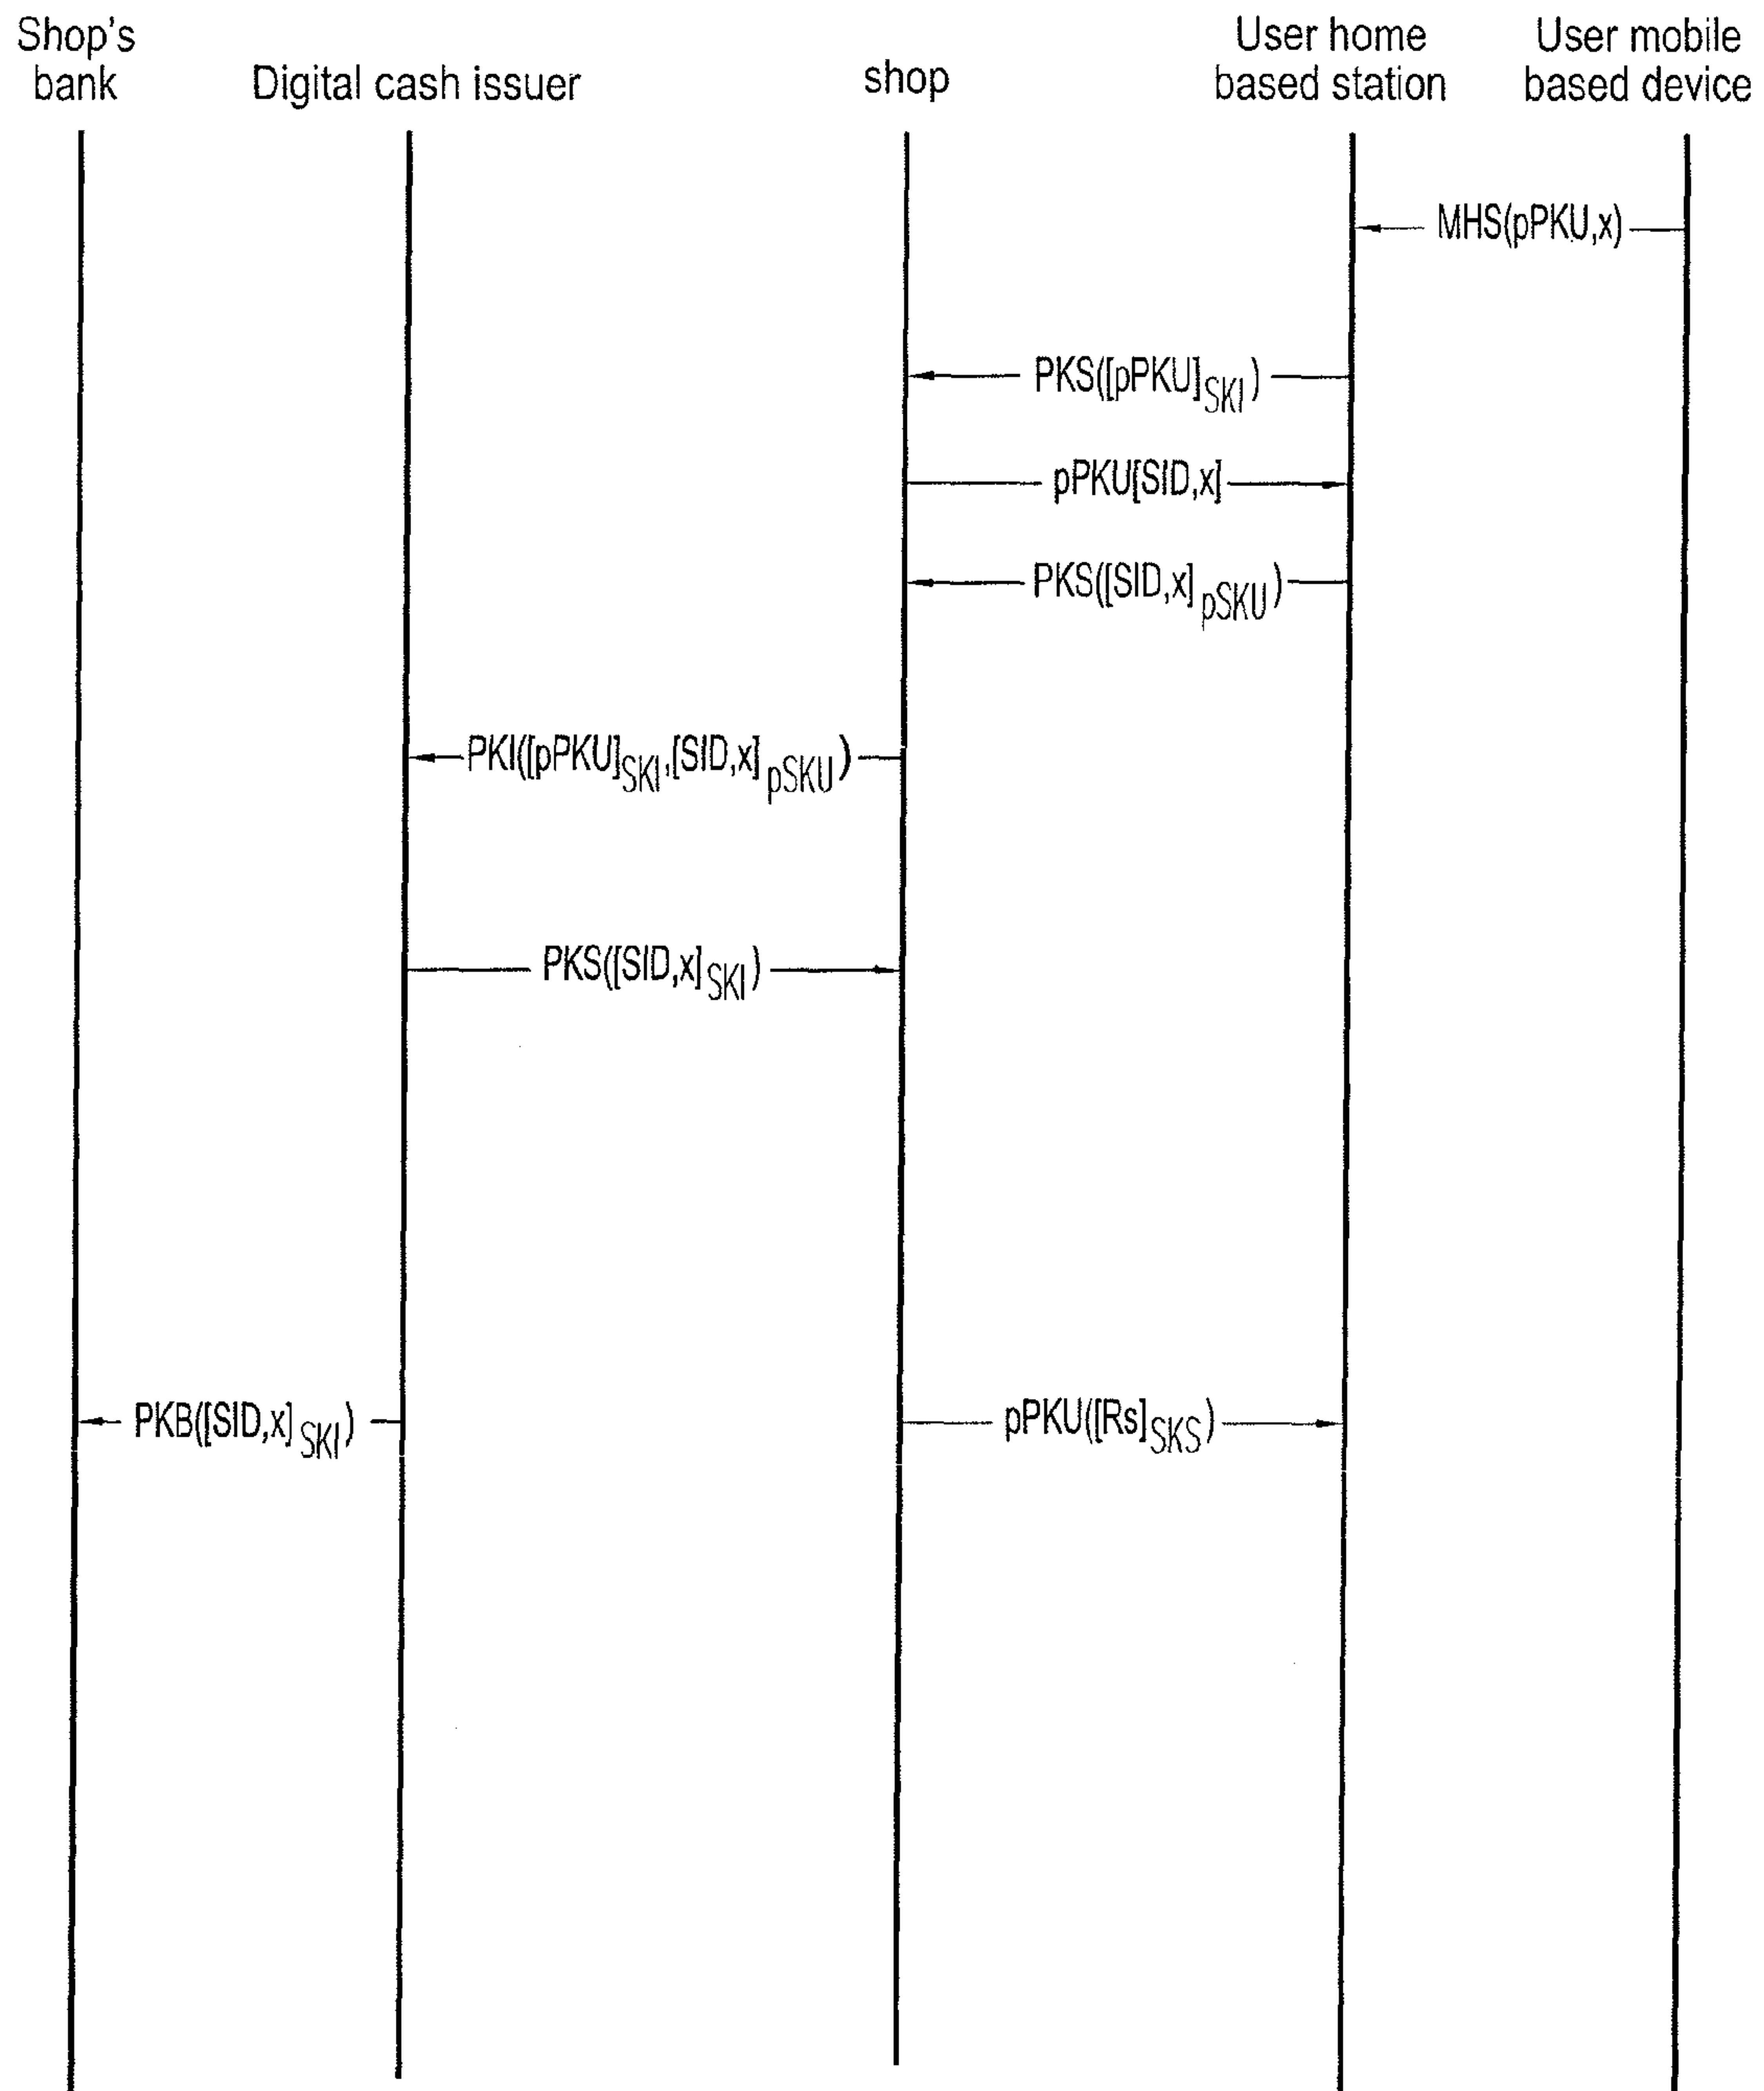 Shop's
bank
Digital cash issuer
shop
User home
based station
User mobile
based device
MHS(pPKU,x)
PKS([pPKU]SKI)
pPKU[SID,x]
PKS([SID,x]pSKU)
PKI([pPKU]SKI,[SID,x]pSKU)
PKS([SID,x]SKI)
PKB([SID,x]SKI)
pPKU([Rs]SKS)